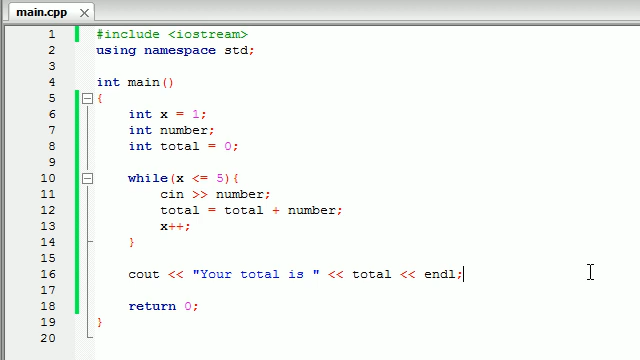 main.cpp
1 #include <iostream>
2 using namespace std;
3
4 int main()
5 {
6 int x = 1;
7 int number;
8 int total = 0;
9
10 while(x <= 5){
11 cin >> number;
12 total = total + number;
13 x++;
14 }
15
16 cout << "Your total is " << total << endl;
17
18 return 0;
19 }
20